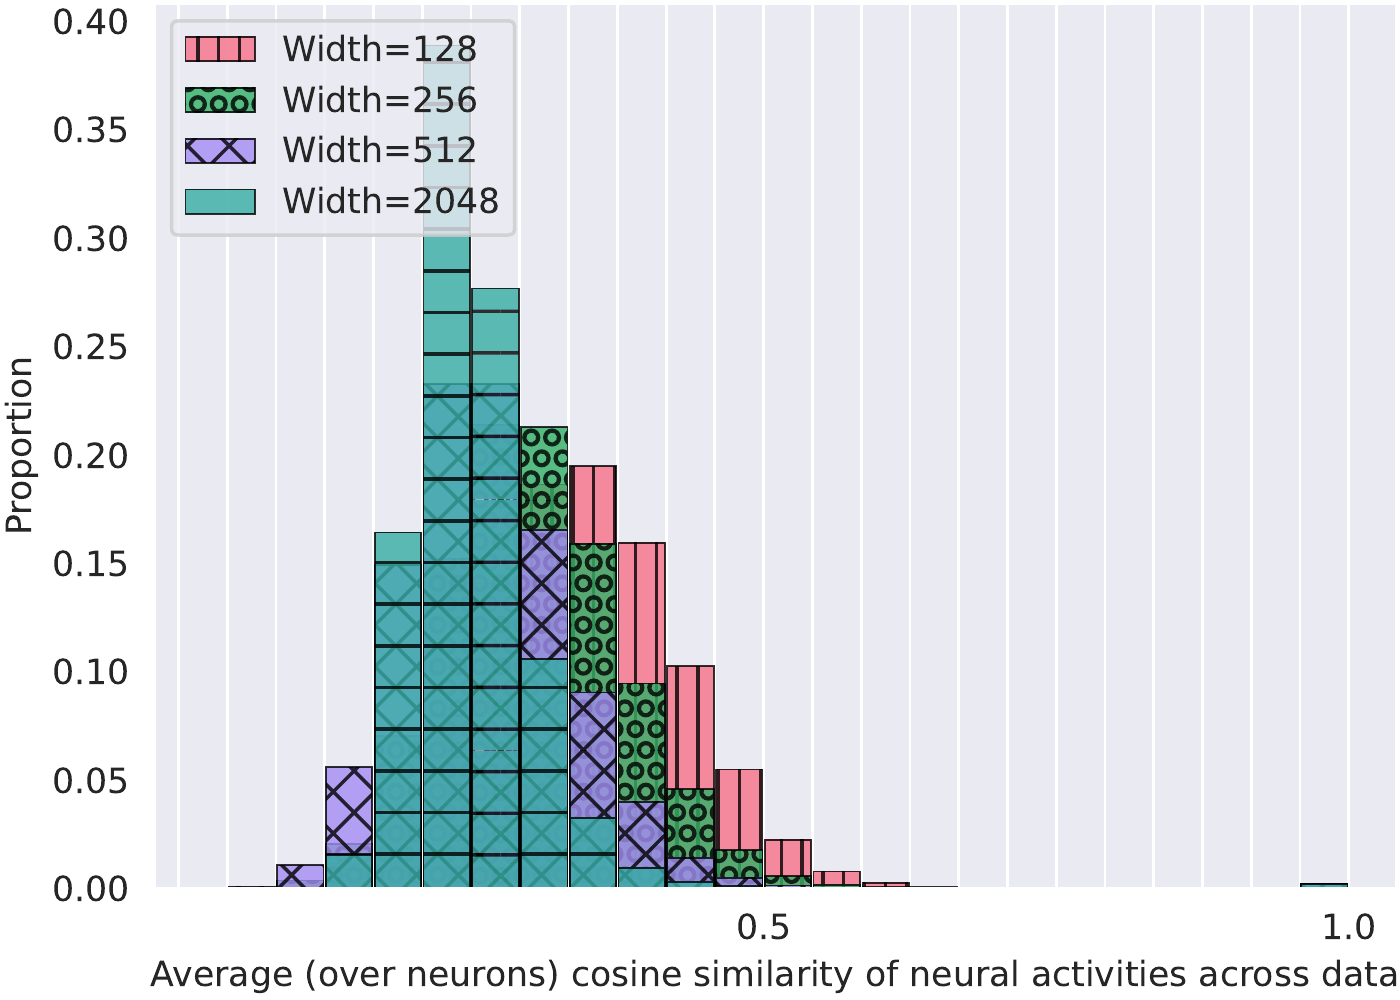 0.40
0.35
0.30
0.25
0.20
0.15
0.10
0.05
0.00
Proportion
Width=128
Width=256
Width=512
Width=2048
0.5
1.0
Average (over neurons) cosine similarity of neural activities across data